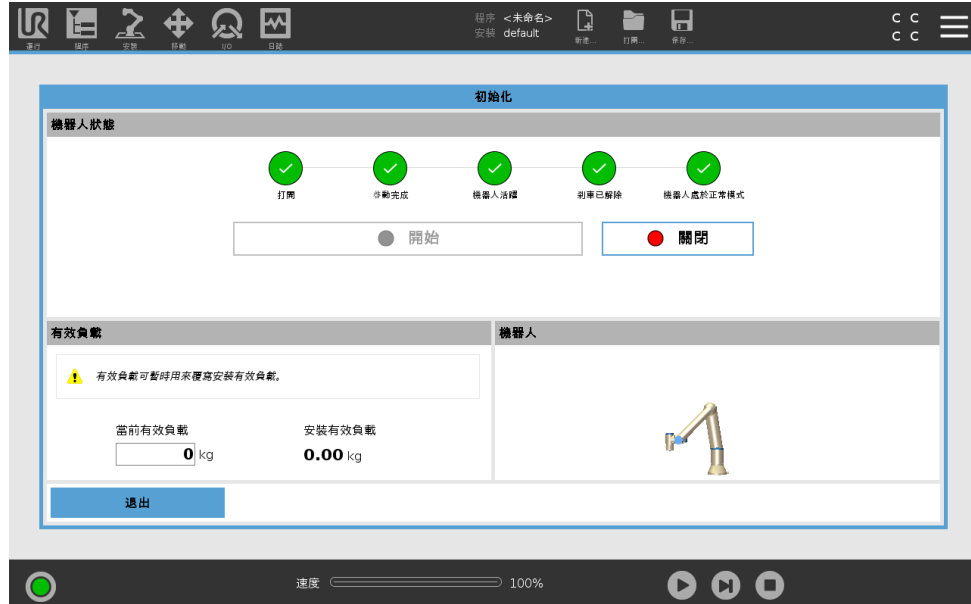 程序 <未命名>
安裝 default
運行 程序 安裝 移動 I/O 日誌 新建... 打開... 保存...
C C
C C
初始化
機器人狀態
打開 啓動完成 機器人活躍 剎車已解除 機器人處於正常模式
開始 關閉
有效負載 機器人
有效負載可暫時用來覆寫安裝有效負載。
當前有效負載 安裝有效負載
0 kg 0.00 kg
退出
速度 100%